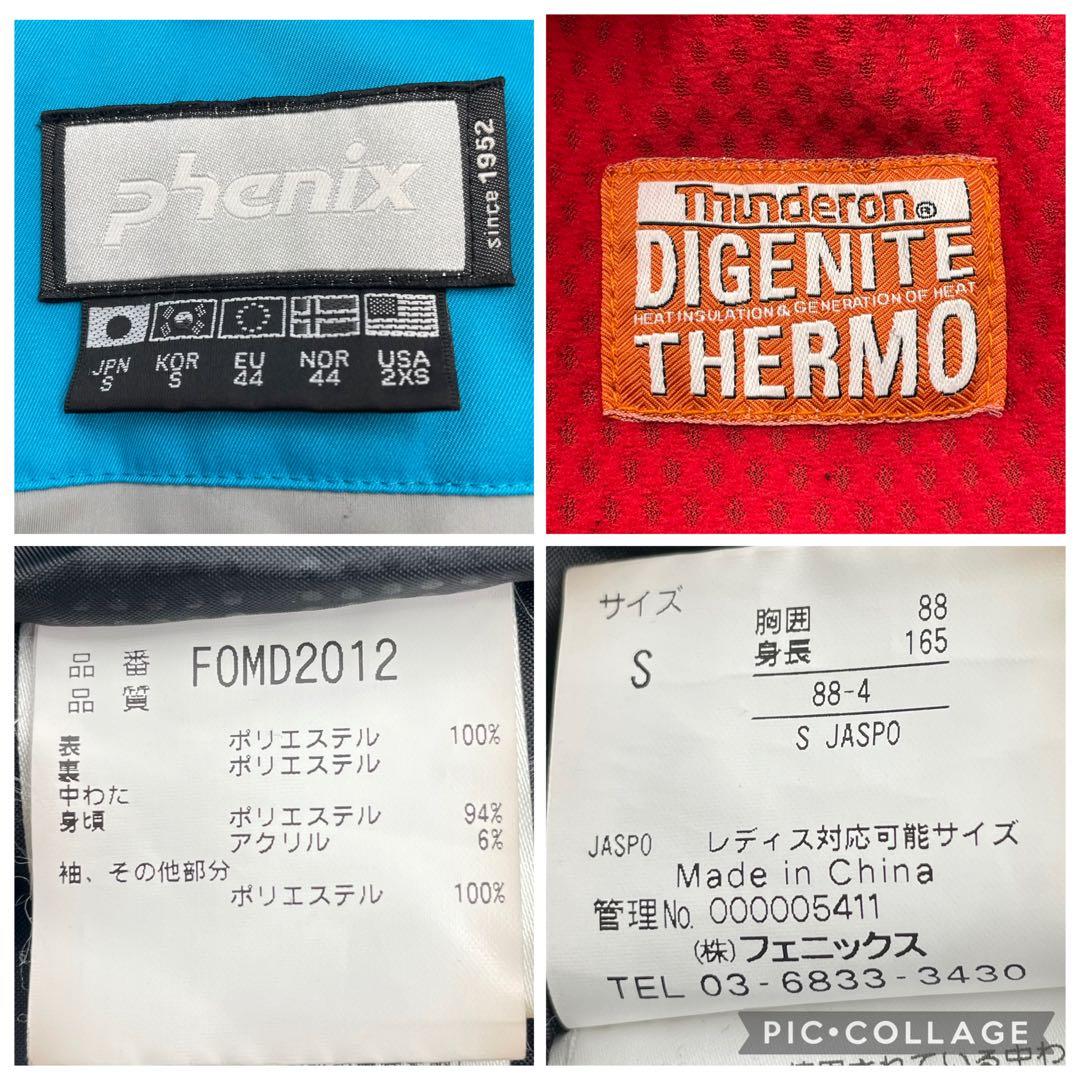 phenix
since 1952
JPN KOR EU NOR USA
S S 44 44 2XS
Thunderon®
DIGENITE
HEAT INSULATION & GENERATION OF HEAT
THERMO
品 番 F0MD2012
品 質
表 ポリエステル 100%
裏 ポリエステル
中わた
身頃 ポリエステル 94%
アクリル 6%
袖、その他部分
ポリエステル 100%
サイズ
S
胸囲 88
身長 165
88-4
S JASPO
JASPO レディス対応可能サイズ
Made in China
管理No. 000005411
(株)フェニックス
TEL 03-6833-3430
PIC•COLLAGE